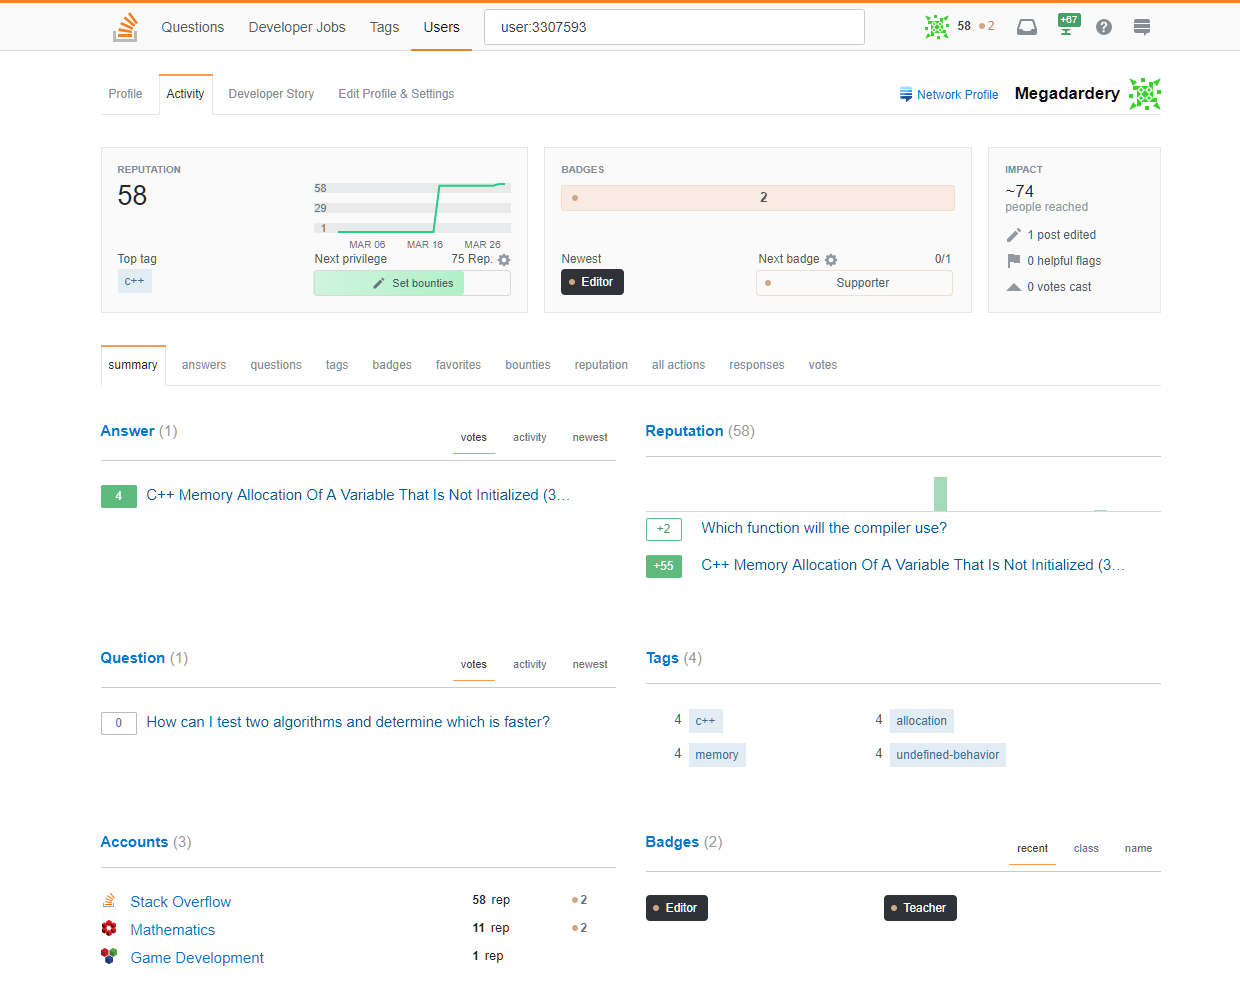 Questions Developer Jobs Tags Users user:3307593 58 2 +67 ?
Profile Activity Developer Story Edit Profile & Settings Network Profile Megadardery
REPUTATION
58
58
29
1
MAR 06 MAR 16 MAR 26
Top tag
c++
Next privilege 75 Rep.
Set bounties
BADGES
2
Newest
Editor
Next badge 0/1
Supporter
IMPACT
~74
people reached
1 post edited
0 helpful flags
0 votes cast
summary answers questions tags badges favorites bounties reputation all actions responses votes
Answer (1) votes activity newest
4 C++ Memory Allocation Of A Variable That Is Not Initialized (3…
Reputation (58)
+2 Which function will the compiler use?
+55 C++ Memory Allocation Of A Variable That Is Not Initialized (3…
Question (1) votes activity newest
0 How can I test two algorithms and determine which is faster?
Tags (4)
4 c++ 4 allocation
4 memory 4 undefined-behavior
Accounts (3)
Stack Overflow 58 rep 2
Mathematics 11 rep 2
Game Development 1 rep
Badges (2) recent class name
Editor Teacher